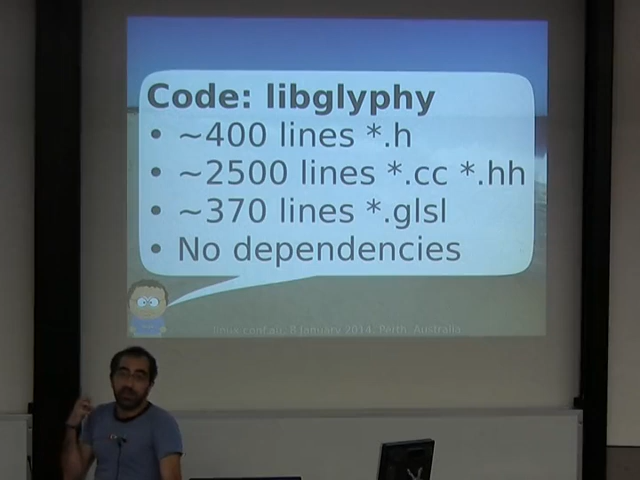 Code: libglyphy
• ~400 lines *.h
• ~2500 lines *.cc *.hh
• ~370 lines *.glsl
• No dependencies
linux.conf.au, 8 January 2014, Perth, Australia